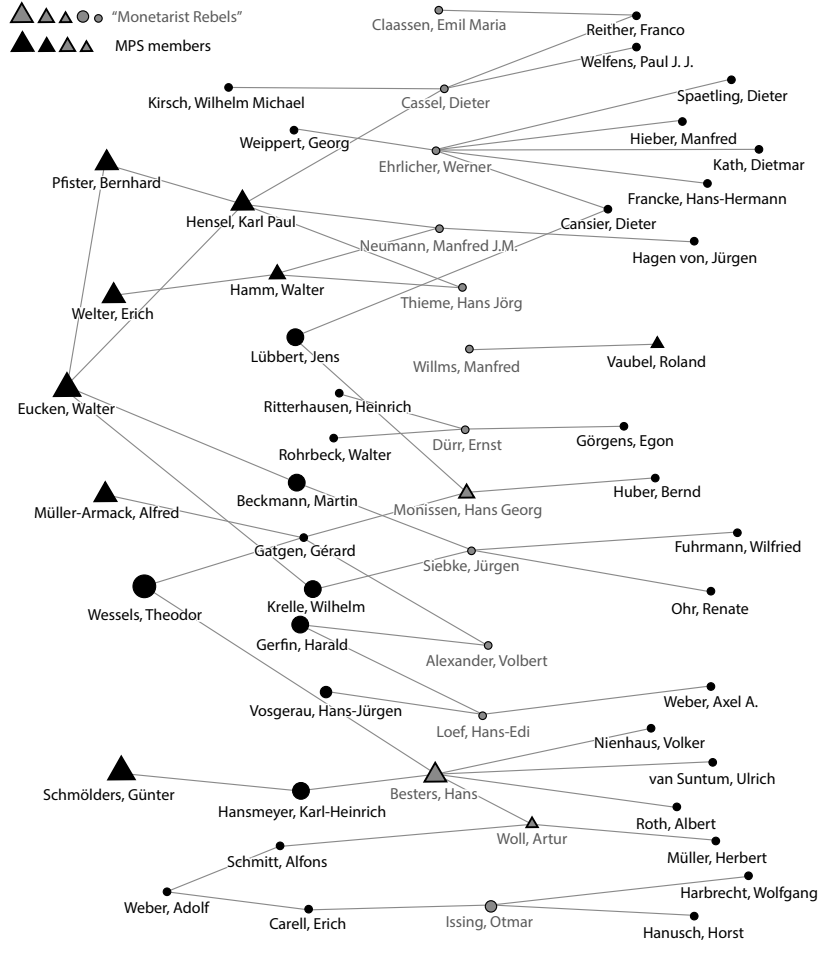 “Monetarist Rebels”
MPS members
Claassen, Emil Maria
Reither, Franco
Welfens, Paul J. J.
Kirsch, Wilhelm Michael
Cassel, Dieter
Spaetling, Dieter
Weippert, Georg
Hieber, Manfred
Ehrlicher, Werner
Kath, Dietmar
Pfister, Bernhard
Francke, Hans-Hermann
Hensel, Karl Paul
Cansier, Dieter
Neumann, Manfred J.M.
Hagen von, Jürgen
Hamm, Walter
Thieme, Hans Jörg
Welter, Erich
Lübbert, Jens
Willms, Manfred
Vaubel, Roland
Eucken, Walter
Ritterhausen, Heinrich
Rohrbeck, Walter
Dürr, Ernst
Görgens, Egon
Beckmann, Martin
Huber, Bernd
Müller-Armack, Alfred
Monissen, Hans Georg
Gatgen, Gérard
Fuhrmann, Wilfried
Siebke, Jürgen
Wessels, Theodor
Krelle, Wilhelm
Ohr, Renate
Gerfin, Harald
Alexander, Volbert
Vosgerau, Hans-Jürgen
Weber, Axel A.
Loef, Hans-Edi
Nienhaus, Volker
Schmölders, Günter
Besters, Hans
van Suntum, Ulrich
Hansmeyer, Karl-Heinrich
Roth, Albert
Woll, Artur
Schmitt, Alfons
Müller, Herbert
Weber, Adolf
Harbrecht, Wolfgang
Carell, Erich
Issing, Otmar
Hanusch, Horst